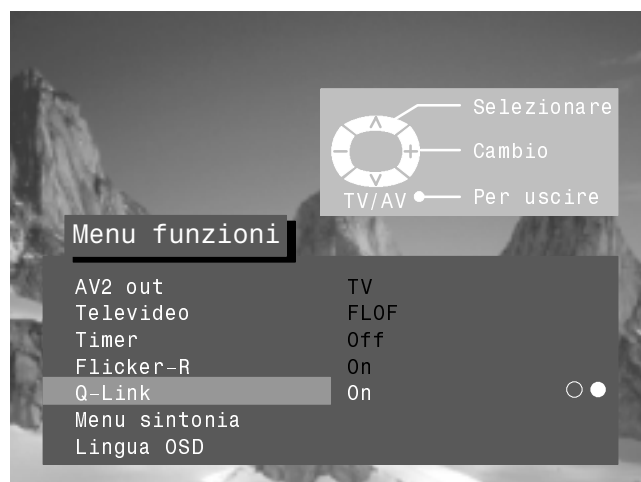 Selezionare
Cambio
TV/AV Per uscire
Menu funzioni
AV2 out TV
Televideo FLOF
Timer Off
Flicker-R On
Q-Link On
Menu sintonia
Lingua OSD